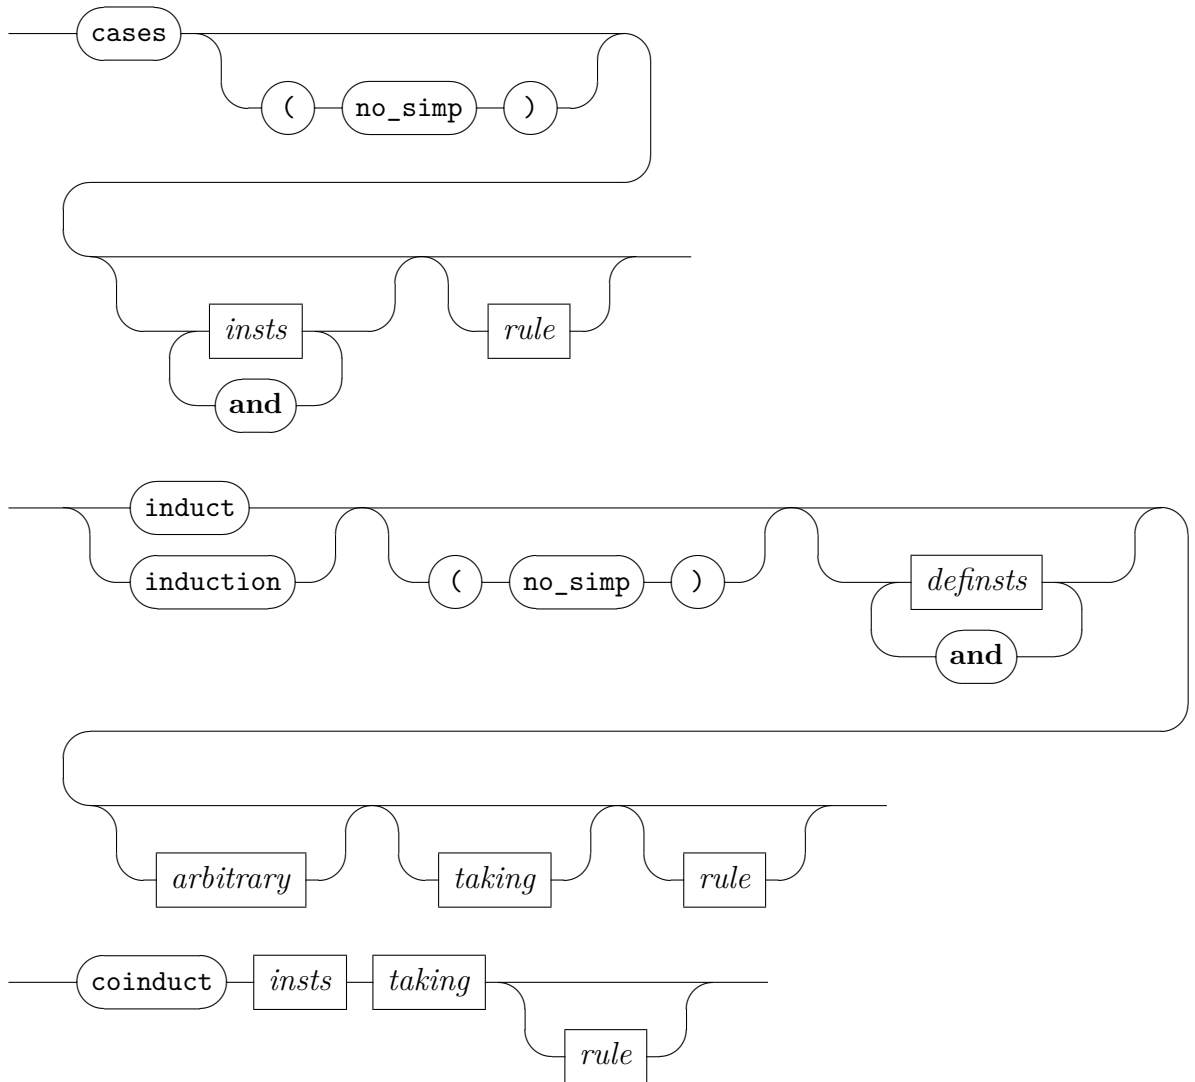 cases
( no_simp )
insts rule
and
induct
induction ( no_simp ) definsts
and
arbitrary taking rule
coinduct insts taking
rule